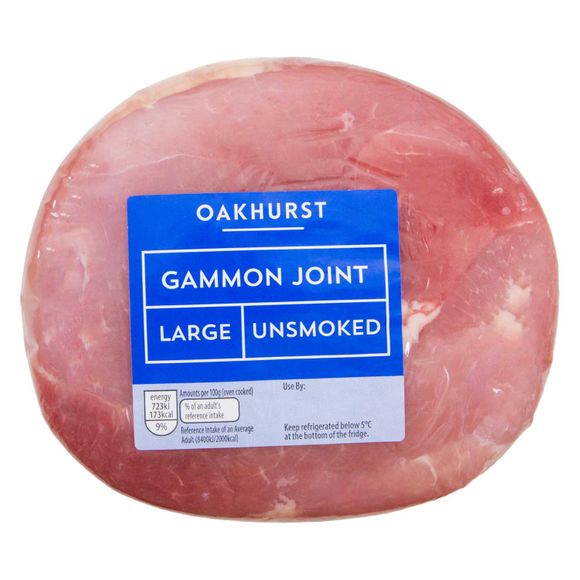 OAKHURST
GAMMON JOINT
LARGE UNSMOKED
energy
723kJ
173kcal
9%
Amounts per 100g (oven cooked)
% of an adult's
reference intake
Reference Intake of an Average
Adult (8400kJ/2000kcal)
Use By:
Keep refrigerated below 5°C
at the bottom of the fridge.